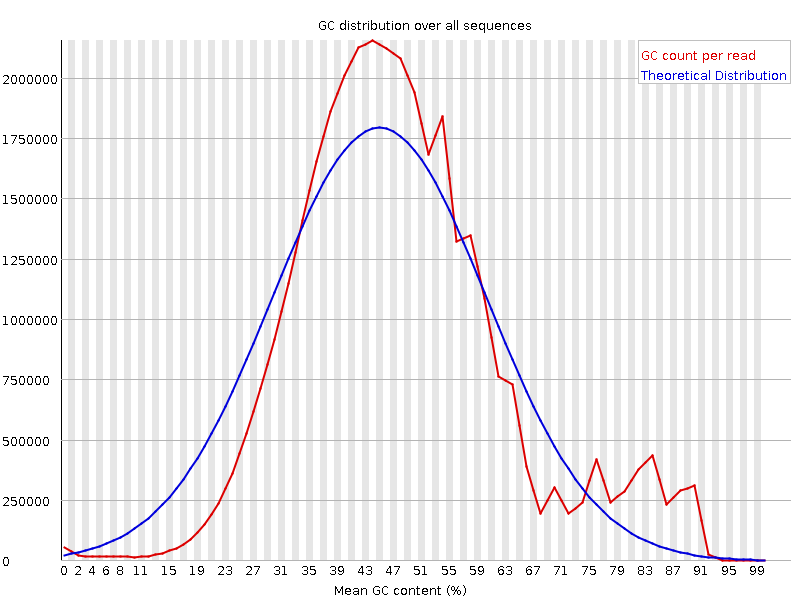 GC distribution over all sequences
GC count per read
Theoretical Distribution
2000000
1750000
1500000
1250000
1000000
750000
500000
250000
0
0 2 4 6 8 11 15 19 23 27 31 35 39 43 47 51 55 59 63 67 71 75 79 83 87 91 95 99
Mean GC content (%)